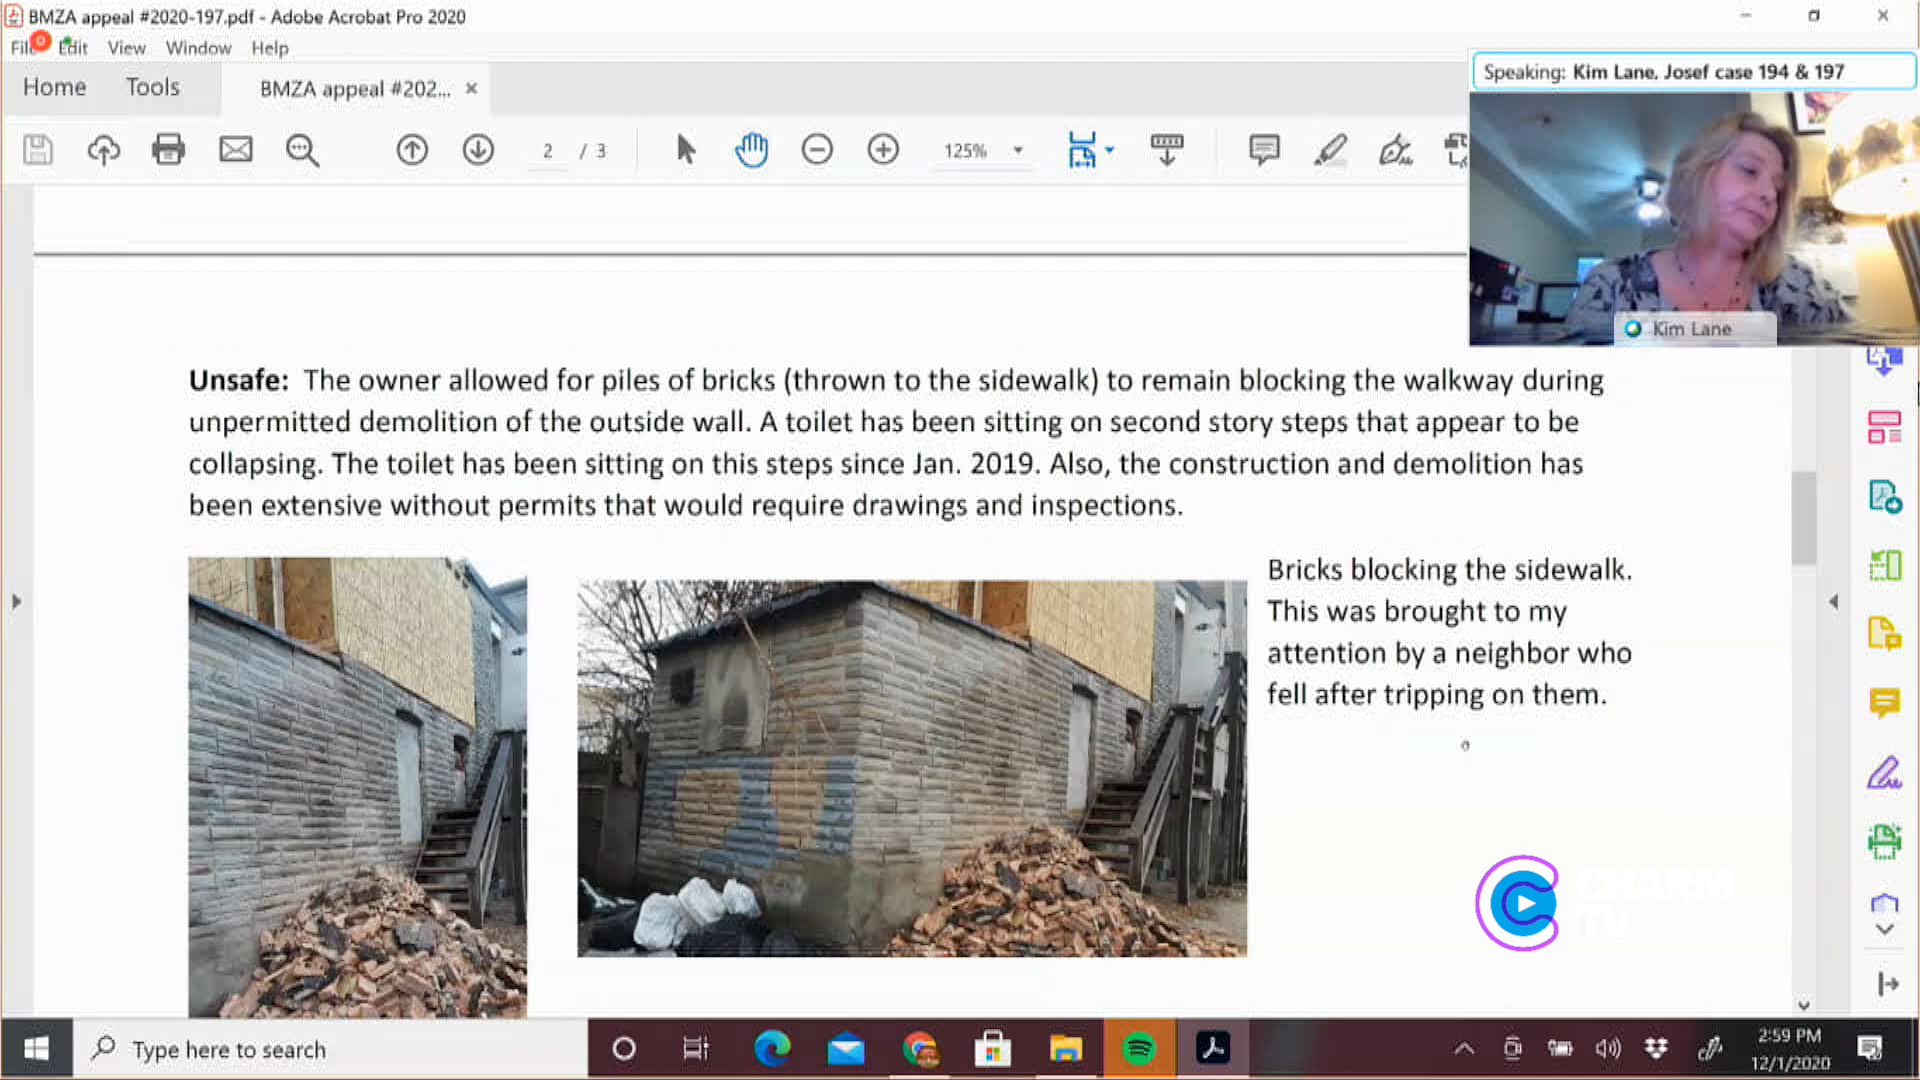 BMZA appeal #2020-197.pdf - Adobe Acrobat Pro 2020
File Edit View Window Help
Home Tools BMZA appeal #202... ×
2 / 3 125%
Speaking: Kim Lane. Josef case 194 & 197
Kim Lane
Unsafe: The owner allowed for piles of bricks (thrown to the sidewalk) to remain blocking the walkway during
unpermitted demolition of the outside wall. A toilet has been sitting on second story steps that appear to be
collapsing. The toilet has been sitting on this steps since Jan. 2019. Also, the construction and demolition has
been extensive without permits that would require drawings and inspections.
Bricks blocking the sidewalk.
This was brought to my
attention by a neighbor who
fell after tripping on them.
CHARM
TV
Type here to search
2:59 PM
12/1/2020